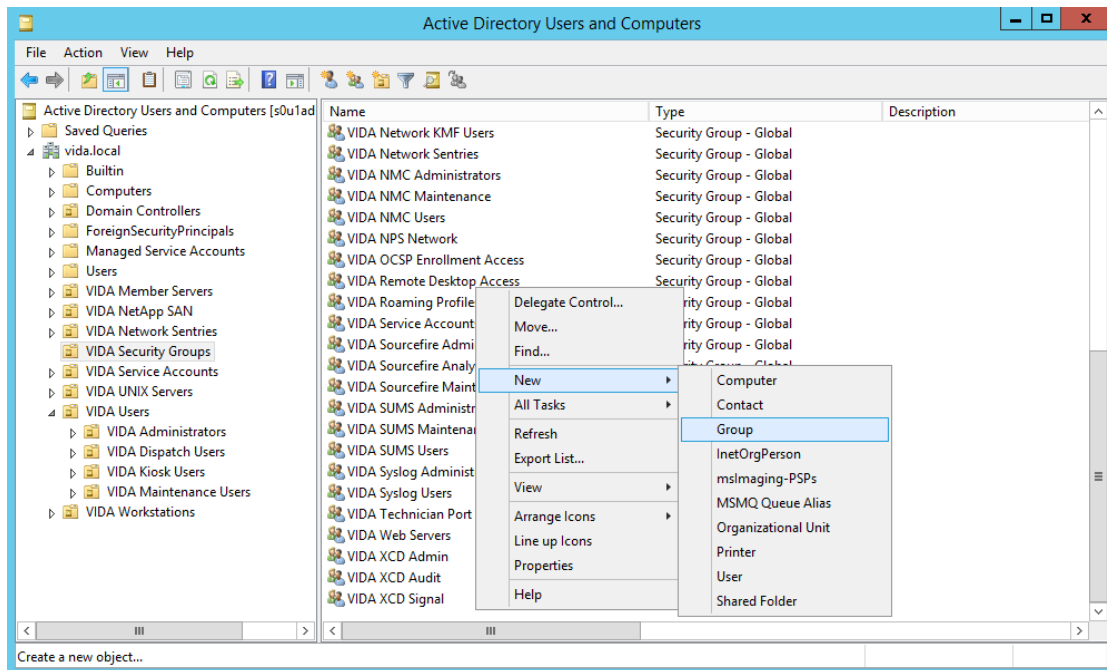 Active Directory Users and Computers
File Action View Help
Active Directory Users and Computers [s0u1ad
Saved Queries
vida.local
Builtin
Computers
Domain Controllers
ForeignSecurityPrincipals
Managed Service Accounts
Users
VIDA Member Servers
VIDA NetApp SAN
VIDA Network Sentries
VIDA Security Groups
VIDA Service Accounts
VIDA UNIX Servers
VIDA Users
VIDA Administrators
VIDA Dispatch Users
VIDA Kiosk Users
VIDA Maintenance Users
VIDA Workstations
Name Type Description
VIDA Network KMF Users Security Group - Global
VIDA Network Sentries Security Group - Global
VIDA NMC Administrators Security Group - Global
VIDA NMC Maintenance Security Group - Global
VIDA NMC Users Security Group - Global
VIDA NPS Network Security Group - Global
VIDA OCSP Enrollment Access Security Group - Global
VIDA Remote Desktop Access Security Group - Global
VIDA Roaming Profile rity Group - Global
VIDA Service Account rity Group - Global
VIDA Sourcefire Admi rity Group - Global
VIDA Sourcefire Analy
VIDA Sourcefire Maint
VIDA SUMS Administr
VIDA SUMS Maintena
VIDA SUMS Users
VIDA Syslog Administ
VIDA Syslog Users
VIDA Technician Port
VIDA Web Servers
VIDA XCD Admin
VIDA XCD Audit
VIDA XCD Signal
Delegate Control...
Move...
Find...
New
All Tasks
Refresh
Export List...
View
Arrange Icons
Line up Icons
Properties
Help
Computer
Contact
Group
InetOrgPerson
msImaging-PSPs
MSMQ Queue Alias
Organizational Unit
Printer
User
Shared Folder
Create a new object...